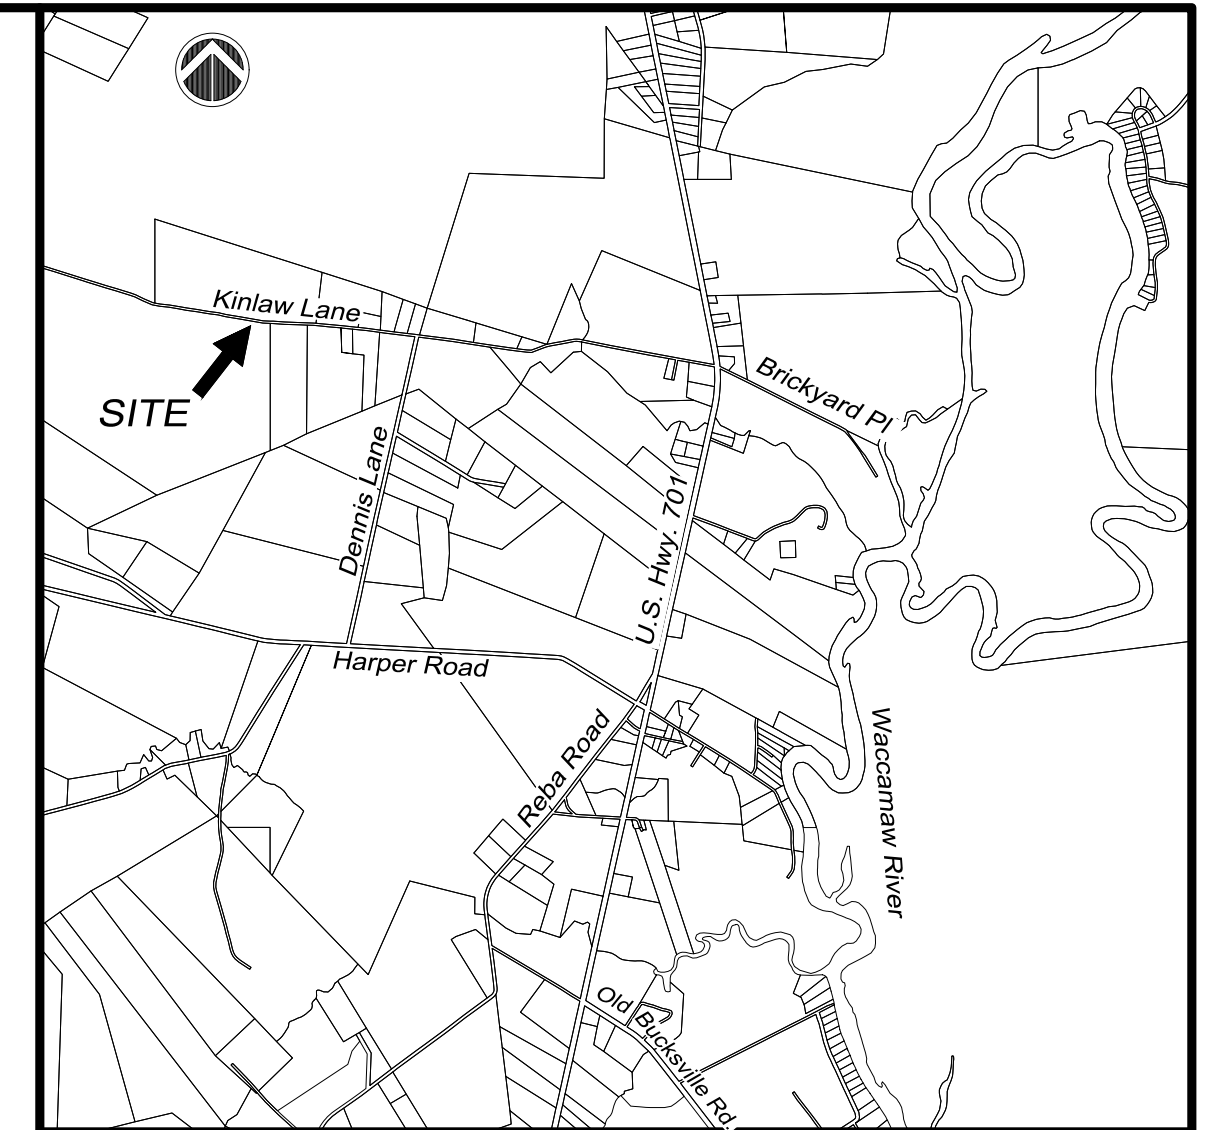 Kinlaw Lane
SITE
Brickyard Pl
Dennis Lane
U.S. Hwy. 701
Harper Road
Reba Road
Waccamaw River
Old Bucksville Rd.